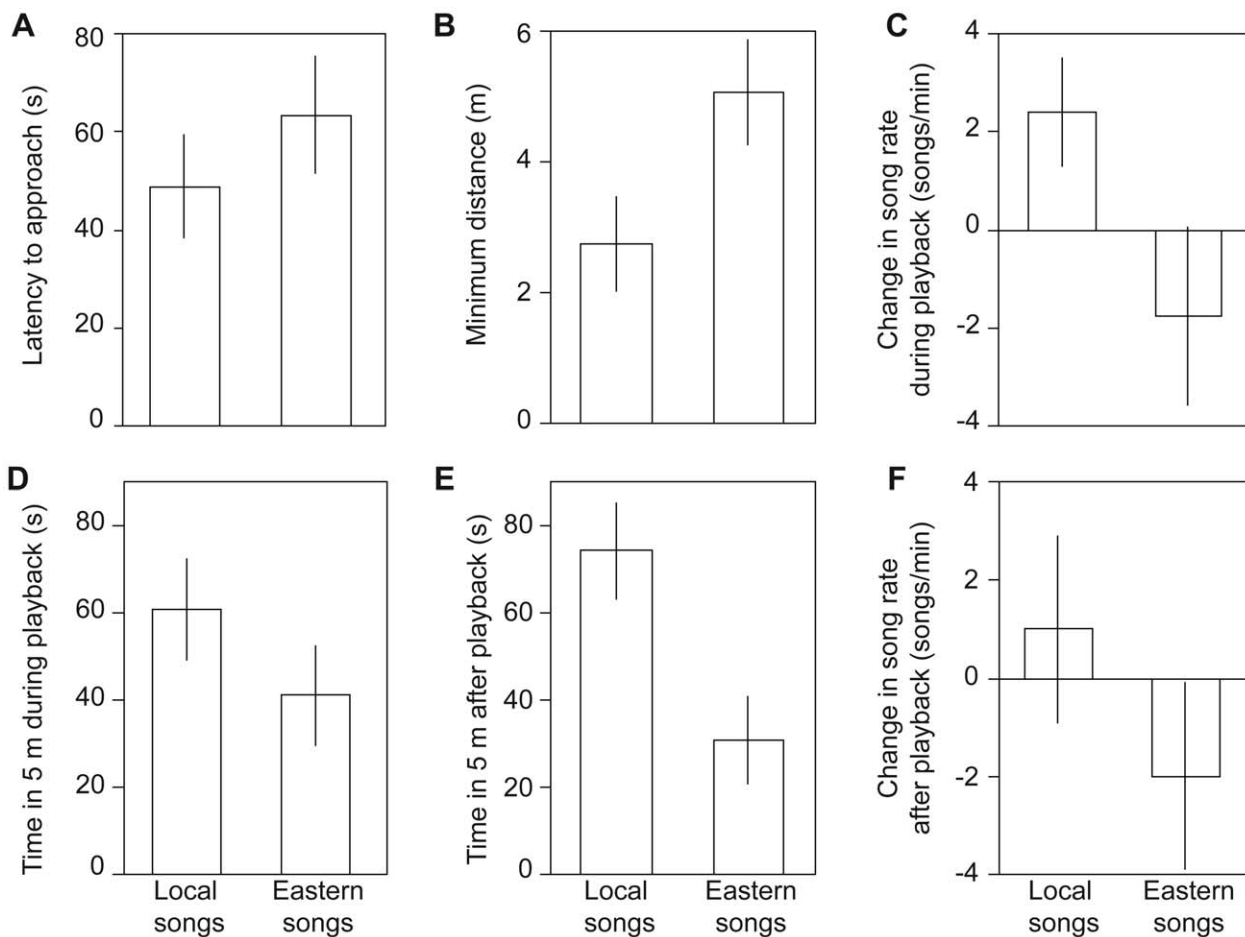 A
Latency to approach (s)
80
60
40
20
0
B
Minimum distance (m)
6
4
2
0
C
Change in song rate
during playback (songs/min)
4
2
0
-2
-4
D
Time in 5 m during playback (s)
80
60
40
20
0
Local
songs
Eastern
songs
E
Time in 5 m after playback (s)
80
60
40
20
0
Local
songs
Eastern
songs
F
Change in song rate
after playback (songs/min)
4
2
0
-2
-4
Local
songs
Eastern
songs